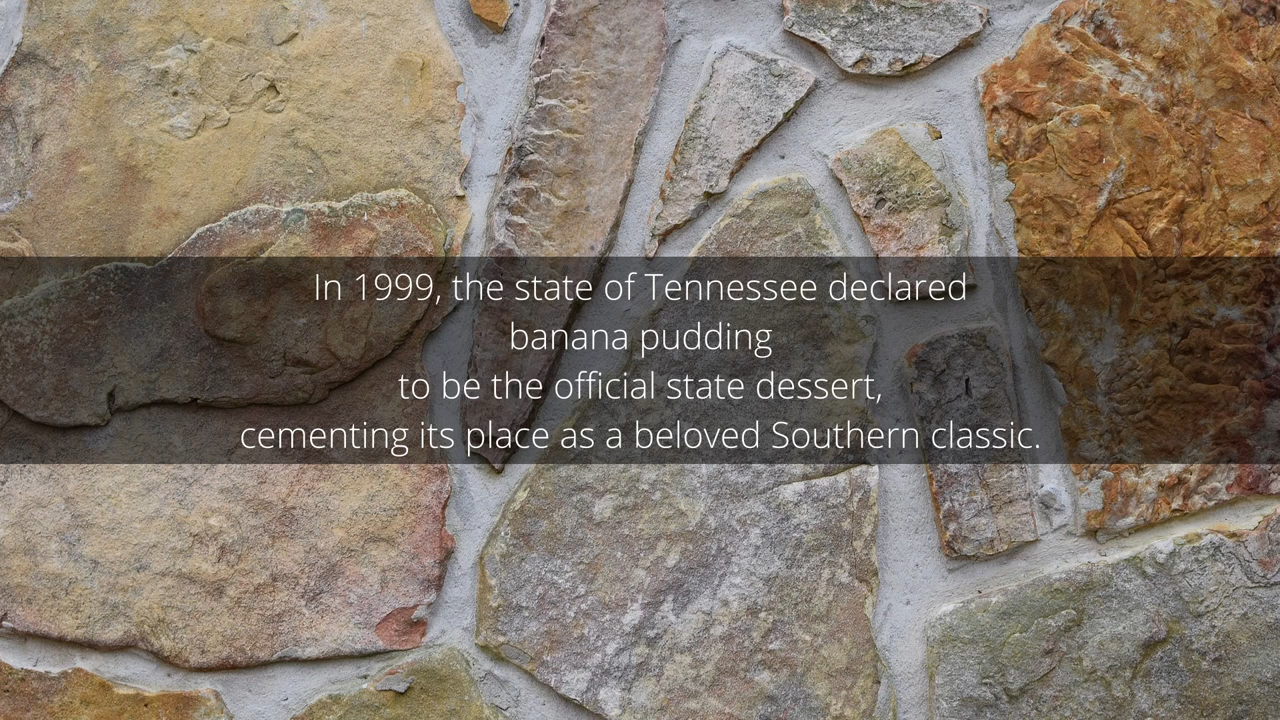 In 1999, the state of Tennessee declared
banana pudding
to be the official state dessert,
cementing its place as a beloved Southern classic.